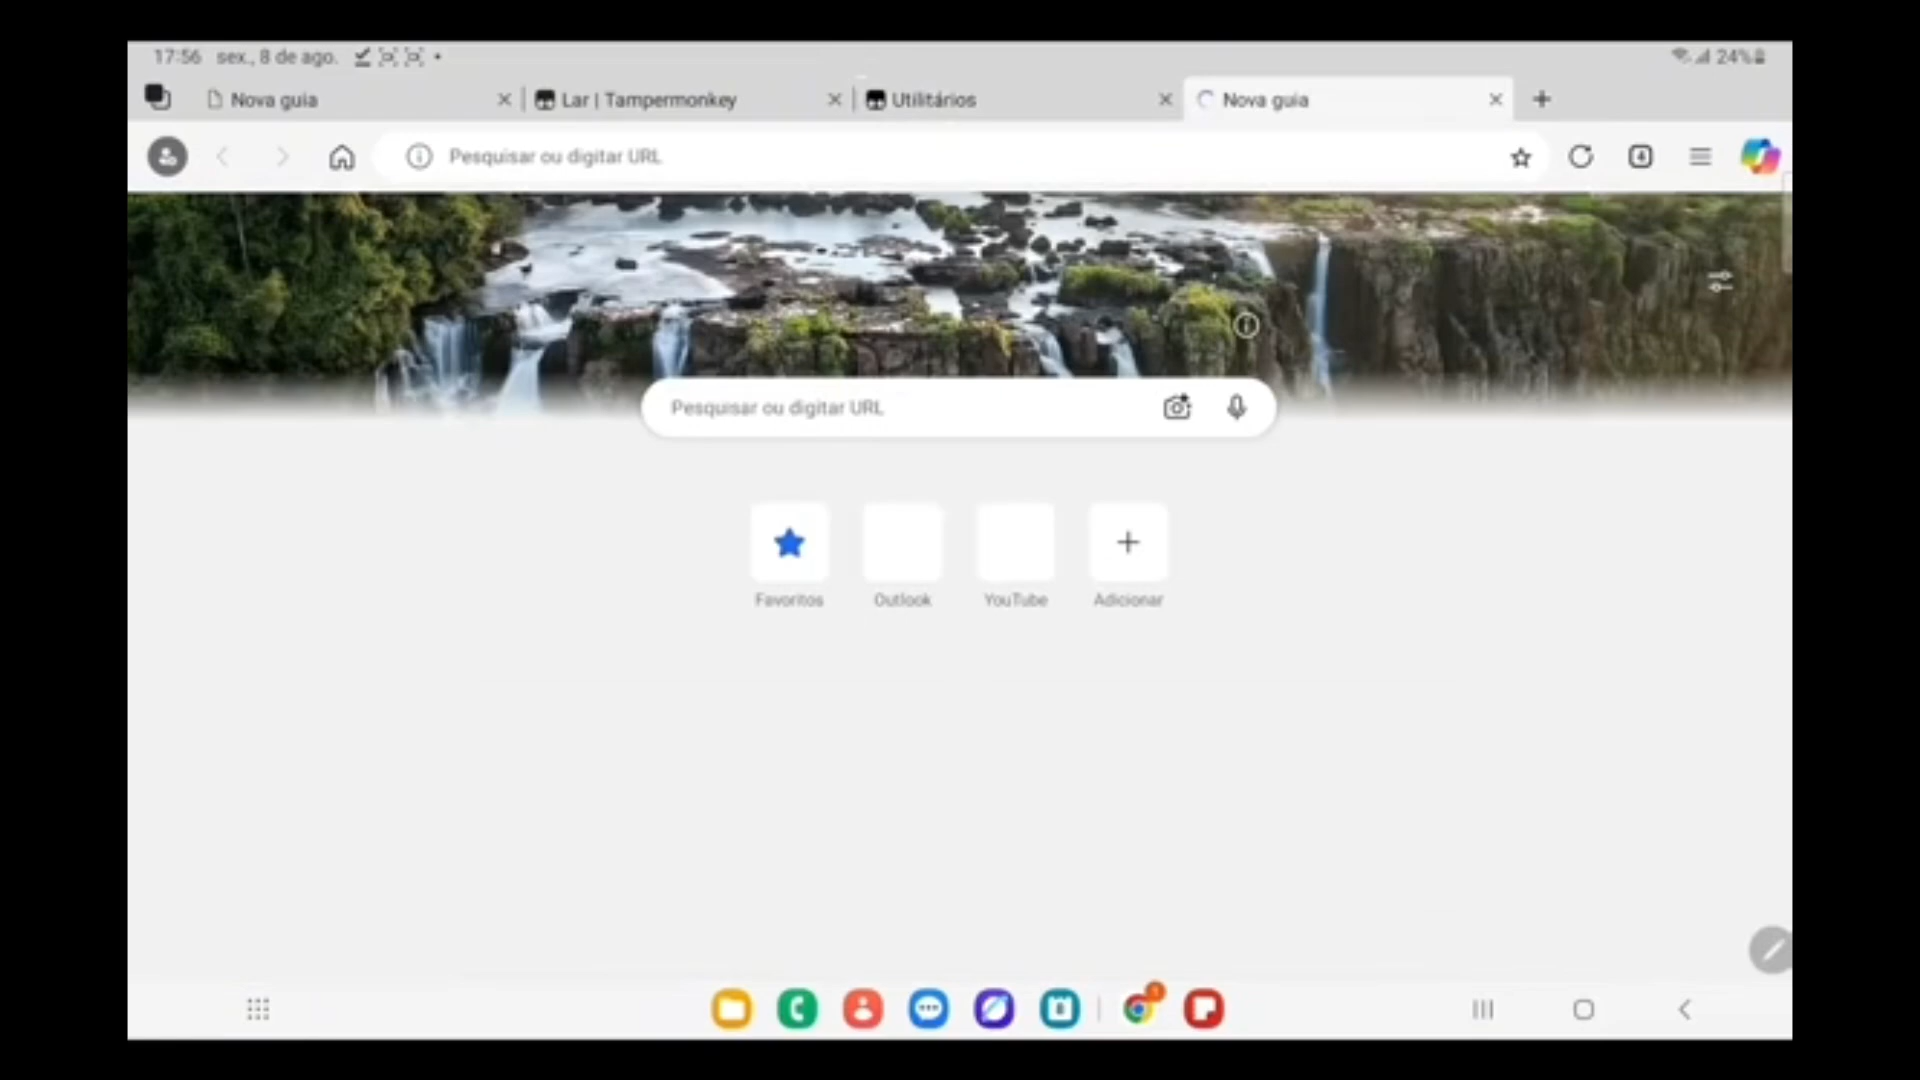 17:56 sex., 8 de ago. 24%
Nova guia
Lar | Tampermonkey
Utilitários
Nova guia
Pesquisar ou digitar URL
4
Pesquisar ou digitar URL
Favoritos
Outlook
YouTube
Adicionar